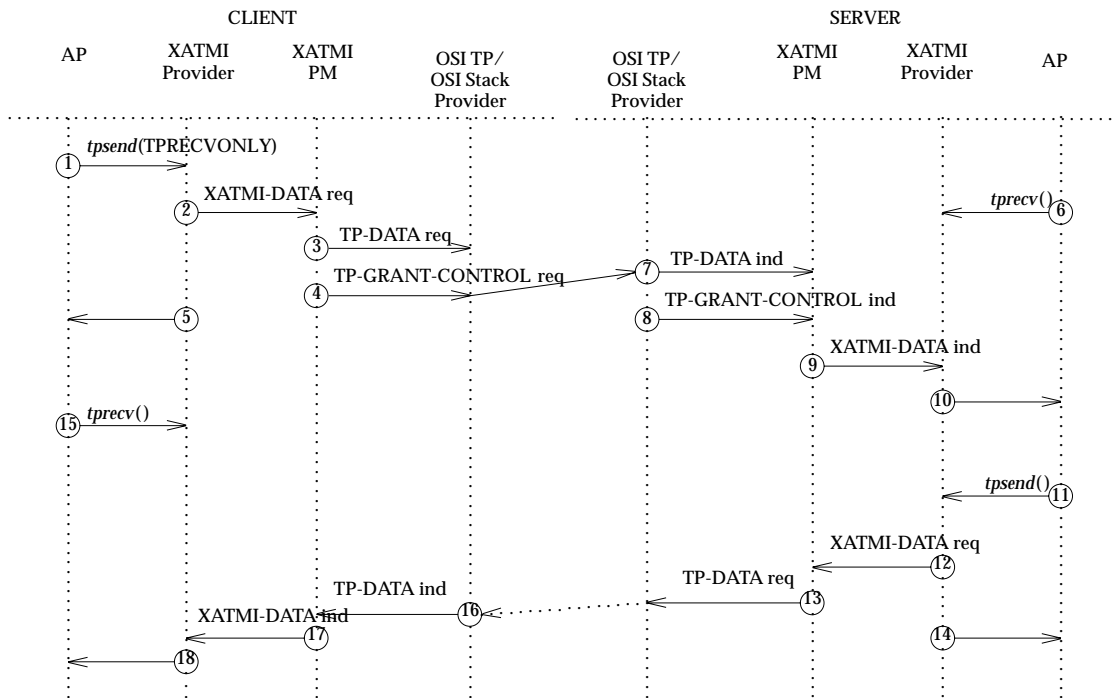 CLIENT
SERVER
AP
XATMI
Provider
XATMI
PM
OSI TP/
OSI Stack
Provider
OSI TP/
OSI Stack
Provider
XATMI
PM
XATMI
Provider
AP
1
tpsend(TPRECVONLY)
2
XATMI-DATA req
tprecv()
6
3
TP-DATA req
7
TP-DATA ind
4
TP-GRANT-CONTROL req
5
8
TP-GRANT-CONTROL ind
9
XATMI-DATA ind
10
15
tprecv()
tpsend()
11
XATMI-DATA req
12
TP-DATA req
13
TP-DATA ind
16
XATMI-DATA ind
17
14
18